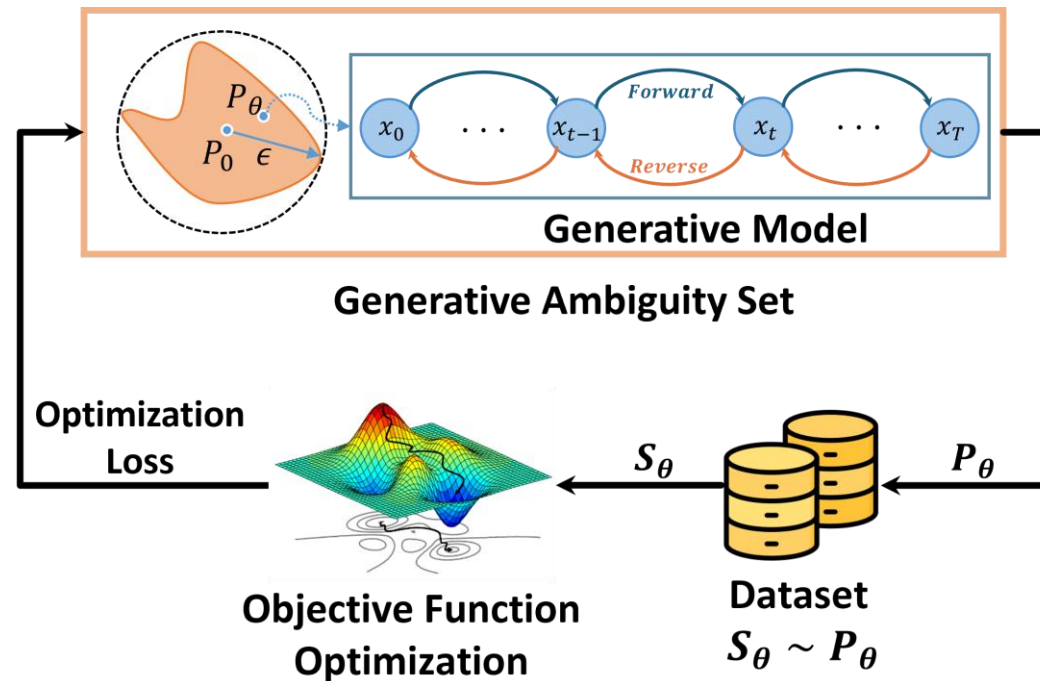 P_θ
P_0 ϵ
x_0 · · · x_{t−1} x_t · · · x_T
Forward
Reverse
Generative Model
Generative Ambiguity Set
Optimization
Loss
S_θ
P_θ
Objective Function
Optimization
Dataset
S_θ ~ P_θ